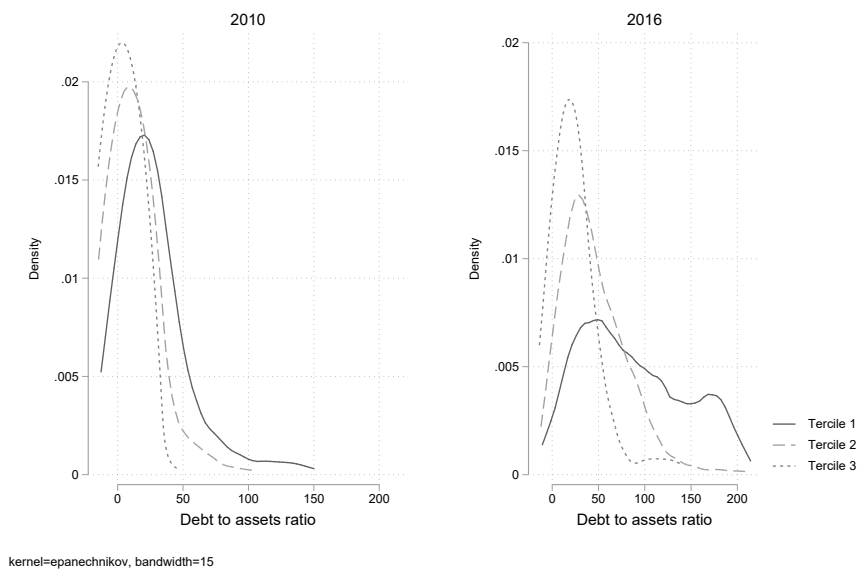 2010
2016
Density
.02
.015
.01
.005
0
0 50 100 150 200
Debt to assets ratio
Density
.02
.015
.01
.005
0
0 50 100 150 200
Debt to assets ratio
Tercile 1
Tercile 2
Tercile 3
kernel=epanechnikov, bandwidth=15